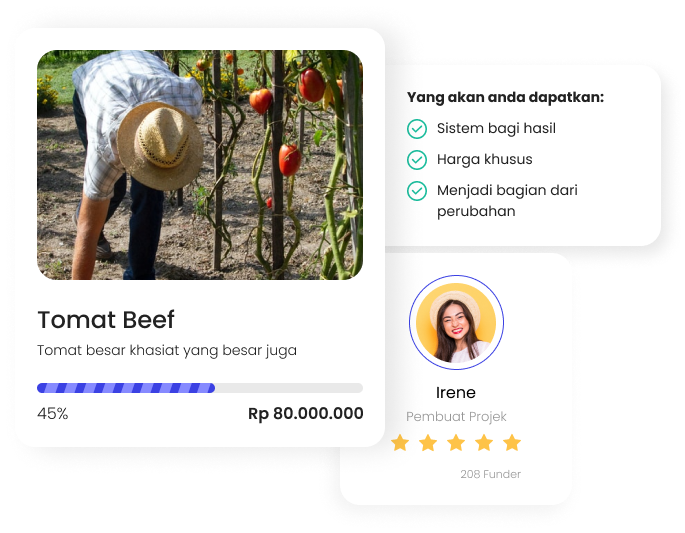 Yang akan anda dapatkan:
Sistem bagi hasil
Harga khusus
Menjadi bagian dari
perubahan
Tomat Beef
Tomat besar khasiat yang besar juga
45%
Rp 80.000.000
Irene
Pembuat Projek
208 Funder